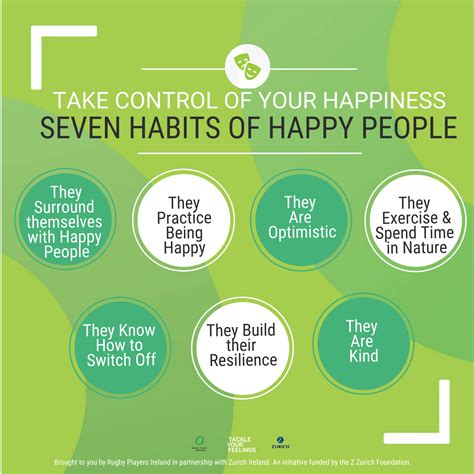 TAKE CONTROL OF YOUR HAPPINESS
SEVEN HABITS OF HAPPY PEOPLE
They
Surround
themselves
with Happy
People
They
Practice
Being
Happy
They
Are
Optimistic
They
Exercise &
Spend Time
in Nature
They Know
How to
Switch Off
They Build
their
Resilience
They
Are
Kind
TACKLE
YOUR
FEELINGS
ZURICH
Brought to you by Rugby Players Ireland in partnership with Zurich Ireland. An initiative funded by the Z Zurich Foundation.